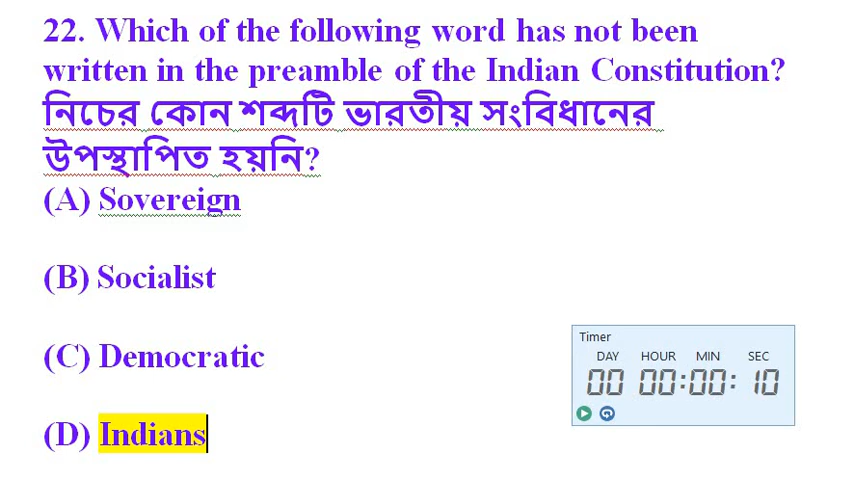 22. Which of the following word has not been
written in the preamble of the Indian Constitution?
নিচের কোন শব্দটি ভারতীয় সংবিধানের
উপস্থাপিত হয়নি?
(A) Sovereign
(B) Socialist
Timer
(C) Democratic
DAY HOUR MIN SEC
00 00:00: 10
(D) Indians